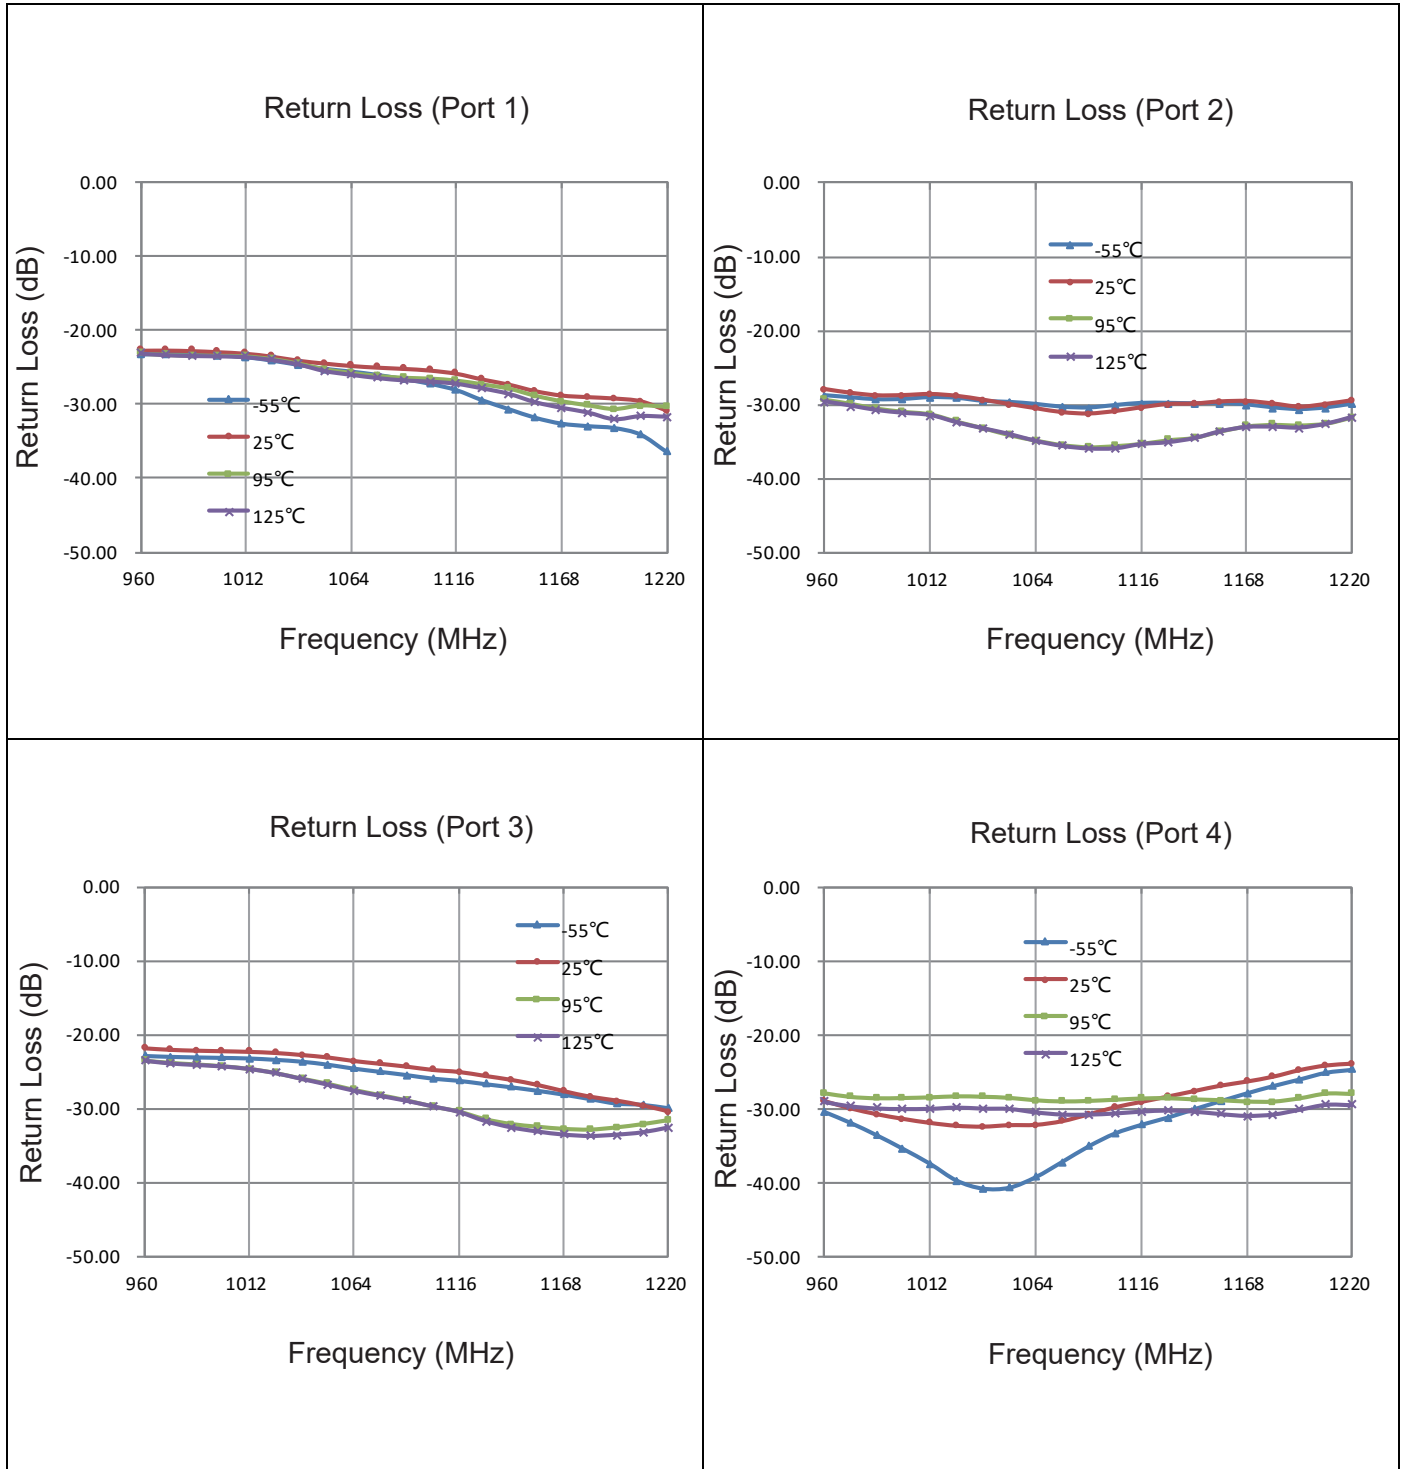 Return Loss (Port 1)
0.00
-10.00
-20.00
-30.00
-40.00
-50.00
960 1012 1064 1116 1168 1220
Return Loss (dB)
Frequency (MHz)
-55℃
25℃
95℃
125℃
Return Loss (Port 2)
0.00
-10.00
-20.00
-30.00
-40.00
-50.00
960 1012 1064 1116 1168 1220
Return Loss (dB)
Frequency (MHz)
-55℃
25℃
95℃
125℃
Return Loss (Port 3)
0.00
-10.00
-20.00
-30.00
-40.00
-50.00
960 1012 1064 1116 1168 1220
Return Loss (dB)
Frequency (MHz)
-55℃
25℃
95℃
125℃
Return Loss (Port 4)
0.00
-10.00
-20.00
-30.00
-40.00
-50.00
960 1012 1064 1116 1168 1220
Return Loss (dB)
Frequency (MHz)
-55℃
25℃
95℃
125℃